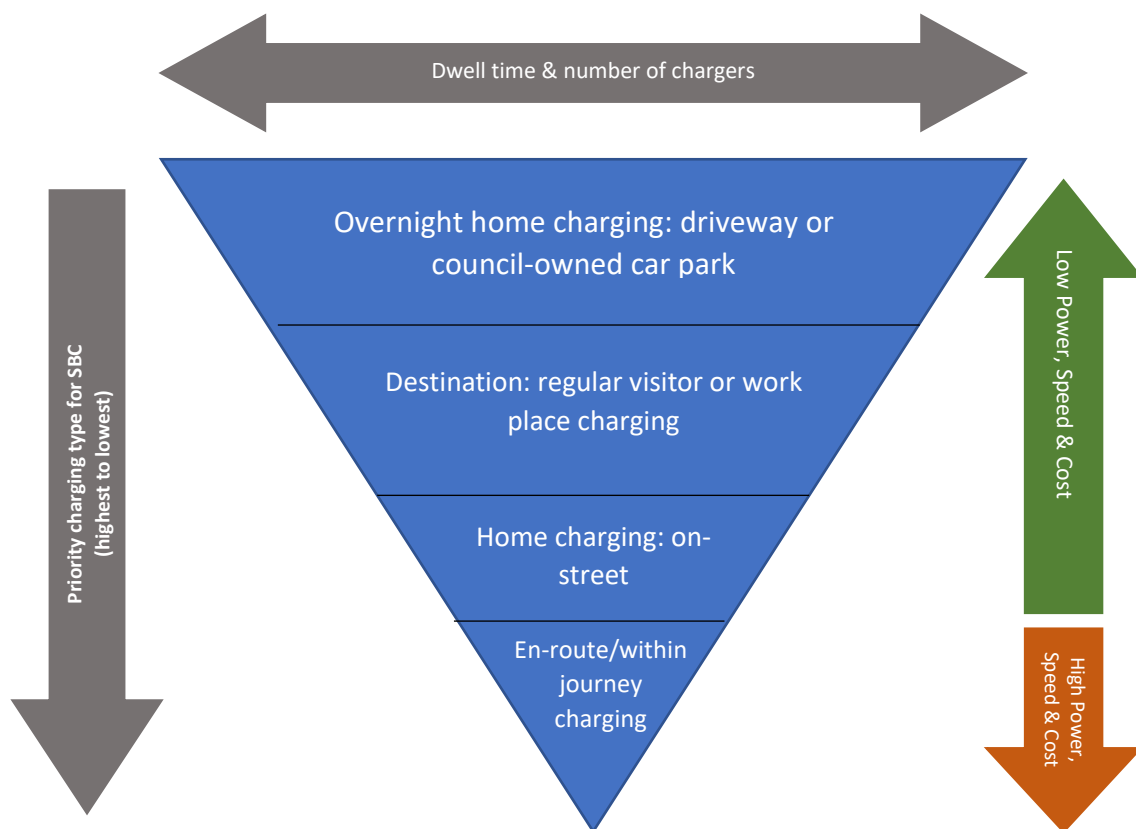 Dwell time & number of chargers
Overnight home charging: driveway or
council-owned car park
Destination: regular visitor or work
place charging
Home charging: on-
street
En-route/within
journey
charging
Priority charging type for SBC
(highest to lowest)
Low Power, Speed & Cost
High Power,
Speed & Cost